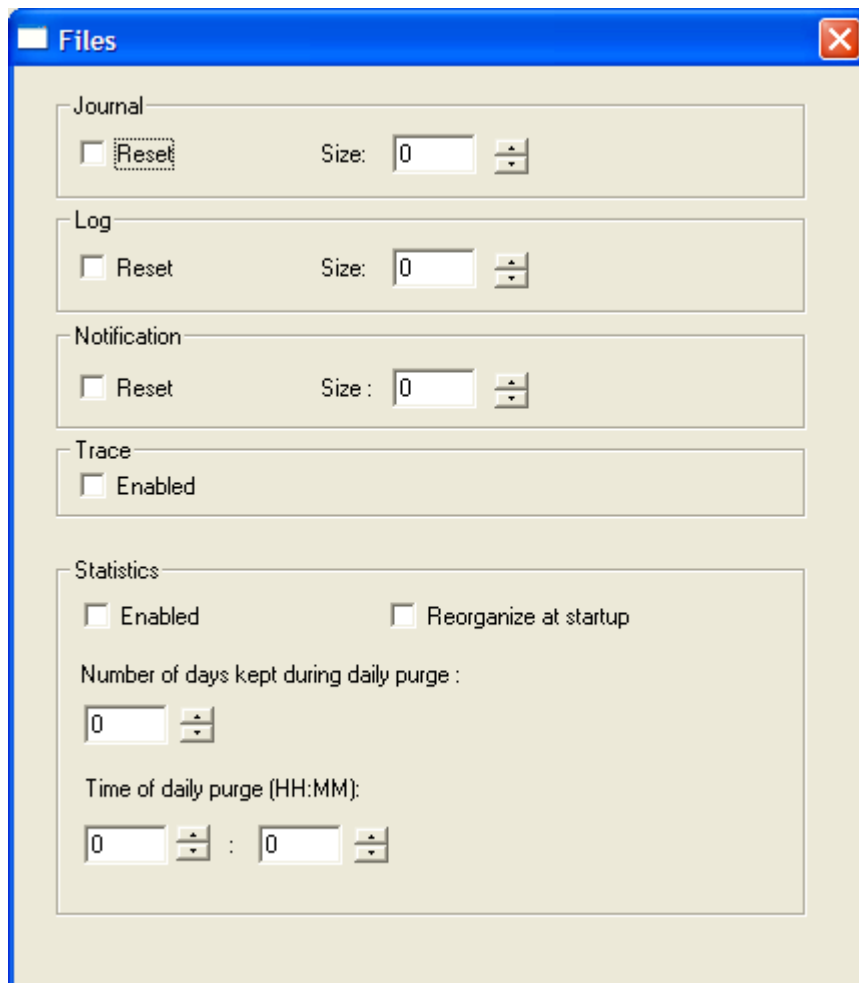 Files
Journal
Reset Size: 0
Log
Reset Size: 0
Notification
Reset Size : 0
Trace
Enabled
Statistics
Enabled Reorganize at startup
Number of days kept during daily purge :
0
Time of daily purge (HH:MM):
0 : 0